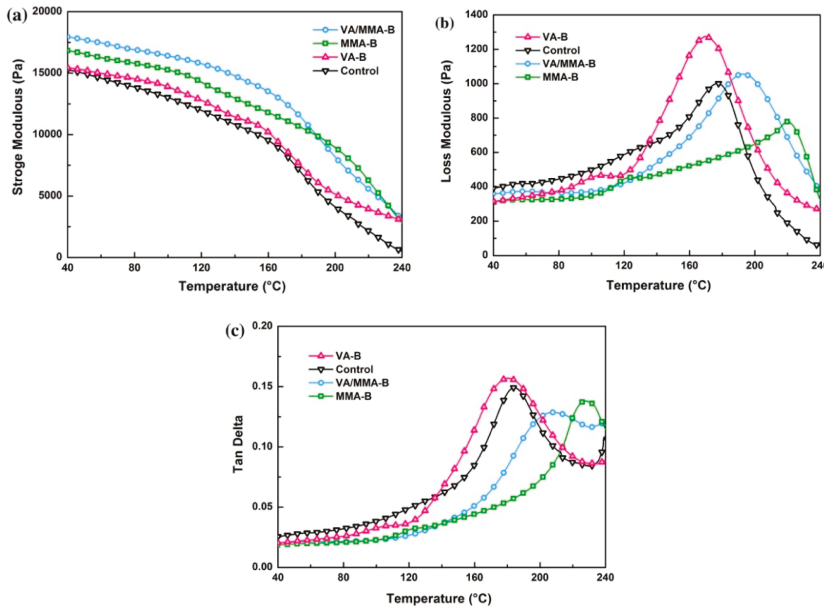 (a)
20000
15000
10000
5000
0
Stroge Modulous (Pa)
VA/MMA-B
MMA-B
VA-B
Control
40 80 120 160 200 240
Temperature (°C)
(b)
1400
1200
1000
800
600
400
200
0
Loss Modulous (Pa)
VA-B
Control
VA/MMA-B
MMA-B
40 80 120 160 200 240
Temperature (°C)
(c)
0.20
0.15
0.10
0.05
0.00
Tan Delta
VA-B
Control
VA/MMA-B
MMA-B
40 80 120 160 200 240
Temperature (°C)